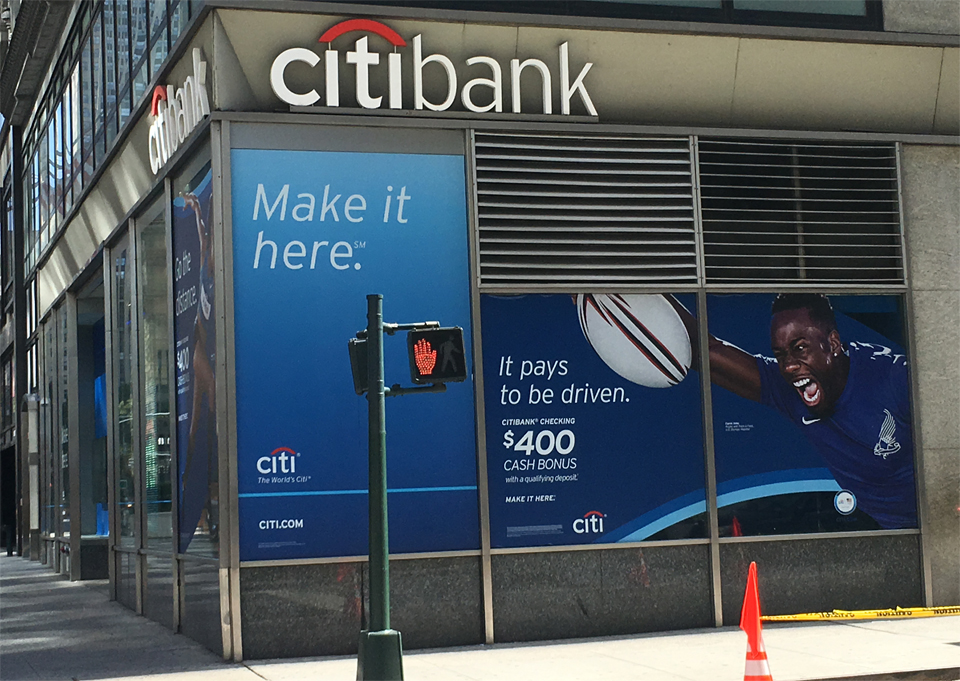 citibank
citibank
Make it
here.℠
citi®
The World's Citi®
CITI.COM
Go the
distance.
$400
It pays
to be driven.
CITIBANK® CHECKING
$400
CASH BONUS
with a qualifying deposit.
MAKE IT HERE.
citi®
CAUTION